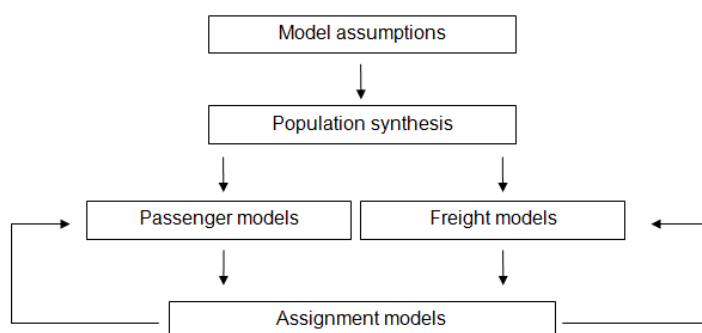 Model assumptions
Population synthesis
Passenger models
Freight models
Assignment models